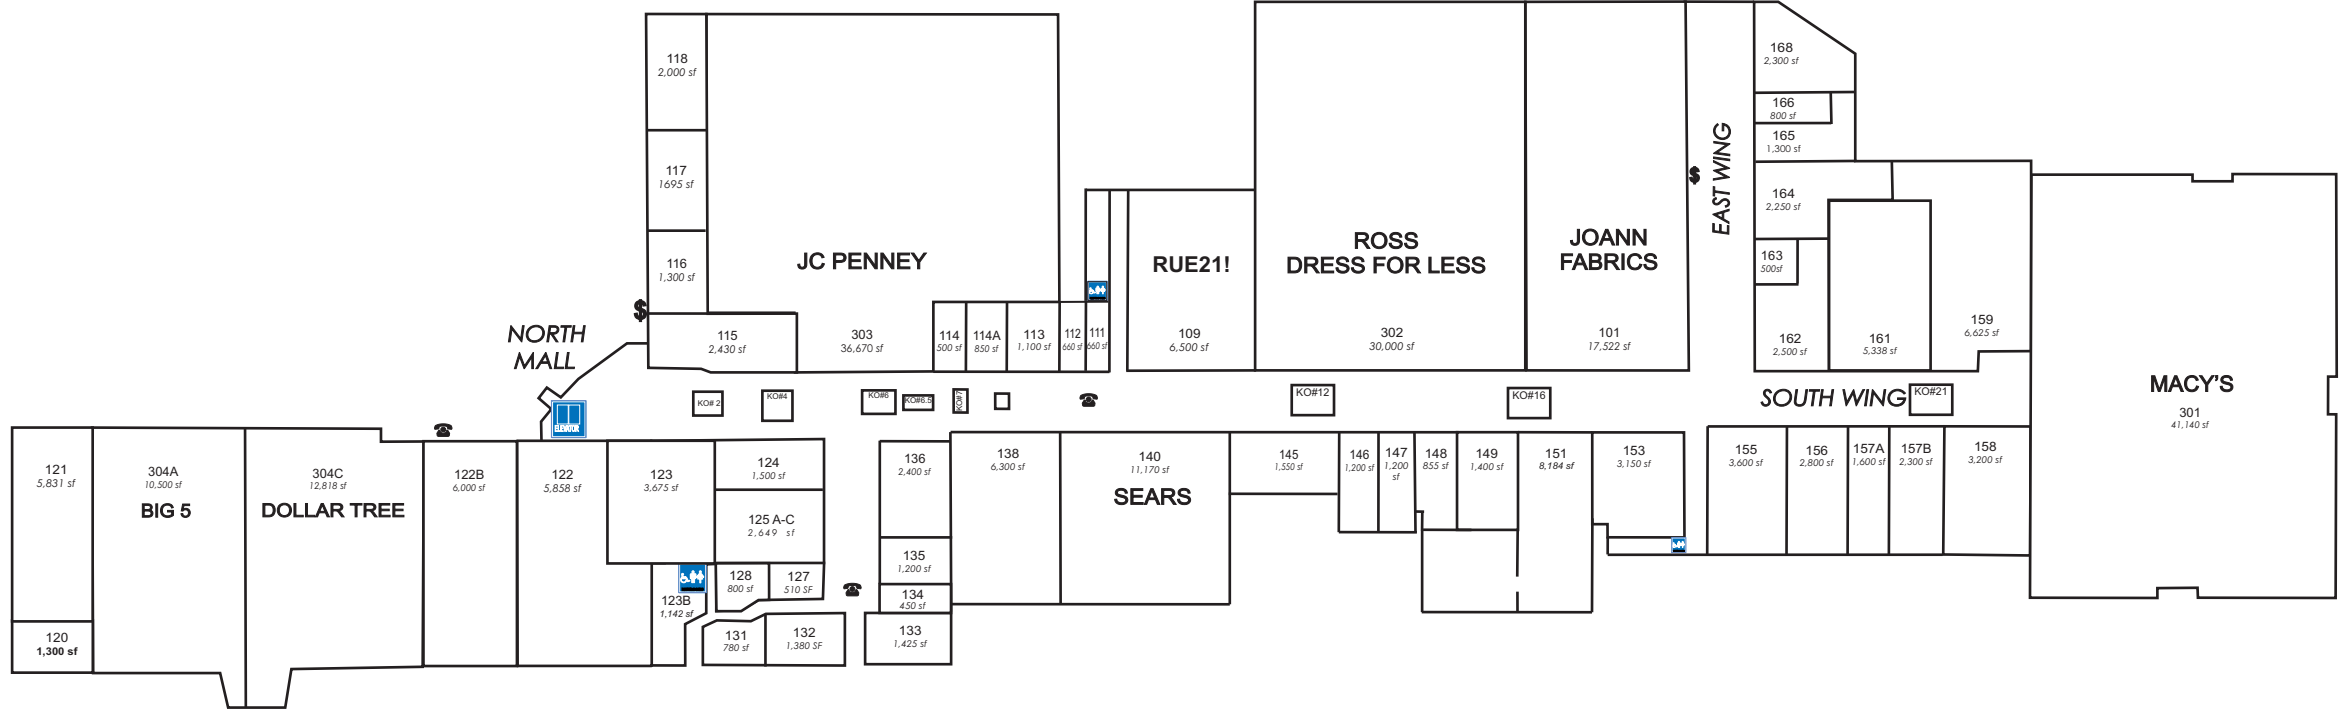 118
2,000 sf
117
1695 sf
116
1,300 sf
$
NORTH
MALL
115
2,430 sf
JC PENNEY
303
36,670 sf
114
500 sf
114A
850 sf
113
1,100 sf
112
660 sf
111
660 sf
RUE21!
109
6,500 sf
ROSS
DRESS FOR LESS
302
30,000 sf
JOANN
FABRICS
101
17,522 sf
$
EAST WING
168
2,300 sf
166
800 sf
165
1,300 sf
164
2,250 sf
163
500sf
162
2,500 sf
161
5,338 sf
159
6,625 sf
MACY'S
301
41,140 sf
KO# 2
KO#4
KO#6
KO#6.5
KO#7
KO#12
KO#16
SOUTH WING
KO#21
121
5,831 sf
120
1,300 sf
304A
10,500 sf
BIG 5
304C
12,818 sf
DOLLAR TREE
122B
6,000 sf
122
5,858 sf
123
3,675 sf
123B
1,142 sf
124
1,500 sf
125 A-C
2,649 sf
128
800 sf
127
510 SF
131
780 sf
132
1,380 SF
136
2,400 sf
135
1,200 sf
134
450 sf
133
1,425 sf
138
6,300 sf
140
11,170 sf
SEARS
145
1,550 sf
146
1,200 sf
147
1,200
sf
148
855 sf
149
1,400 sf
151
8,184 sf
153
3,150 sf
155
3,600 sf
156
2,800 sf
157A
1,600 sf
157B
2,300 sf
158
3,200 sf